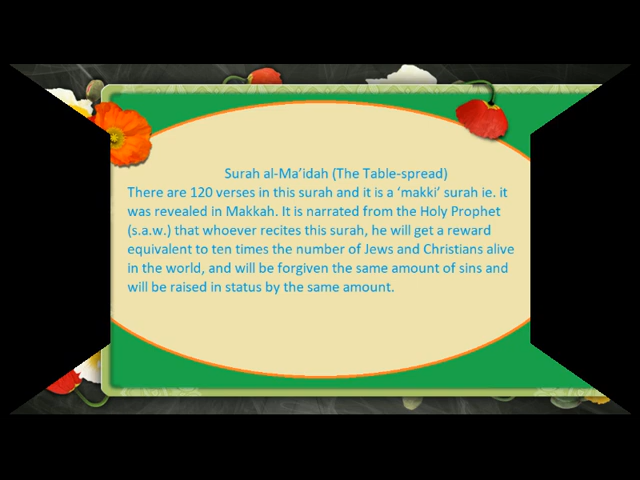 Surah al-Ma’idah (The Table-spread)
There are 120 verses in this surah and it is a ‘makki’ surah ie. it
was revealed in Makkah. It is narrated from the Holy Prophet
(s.a.w.) that whoever recites this surah, he will get a reward
equivalent to ten times the number of Jews and Christians alive
in the world, and will be forgiven the same amount of sins and
will be raised in status by the same amount.